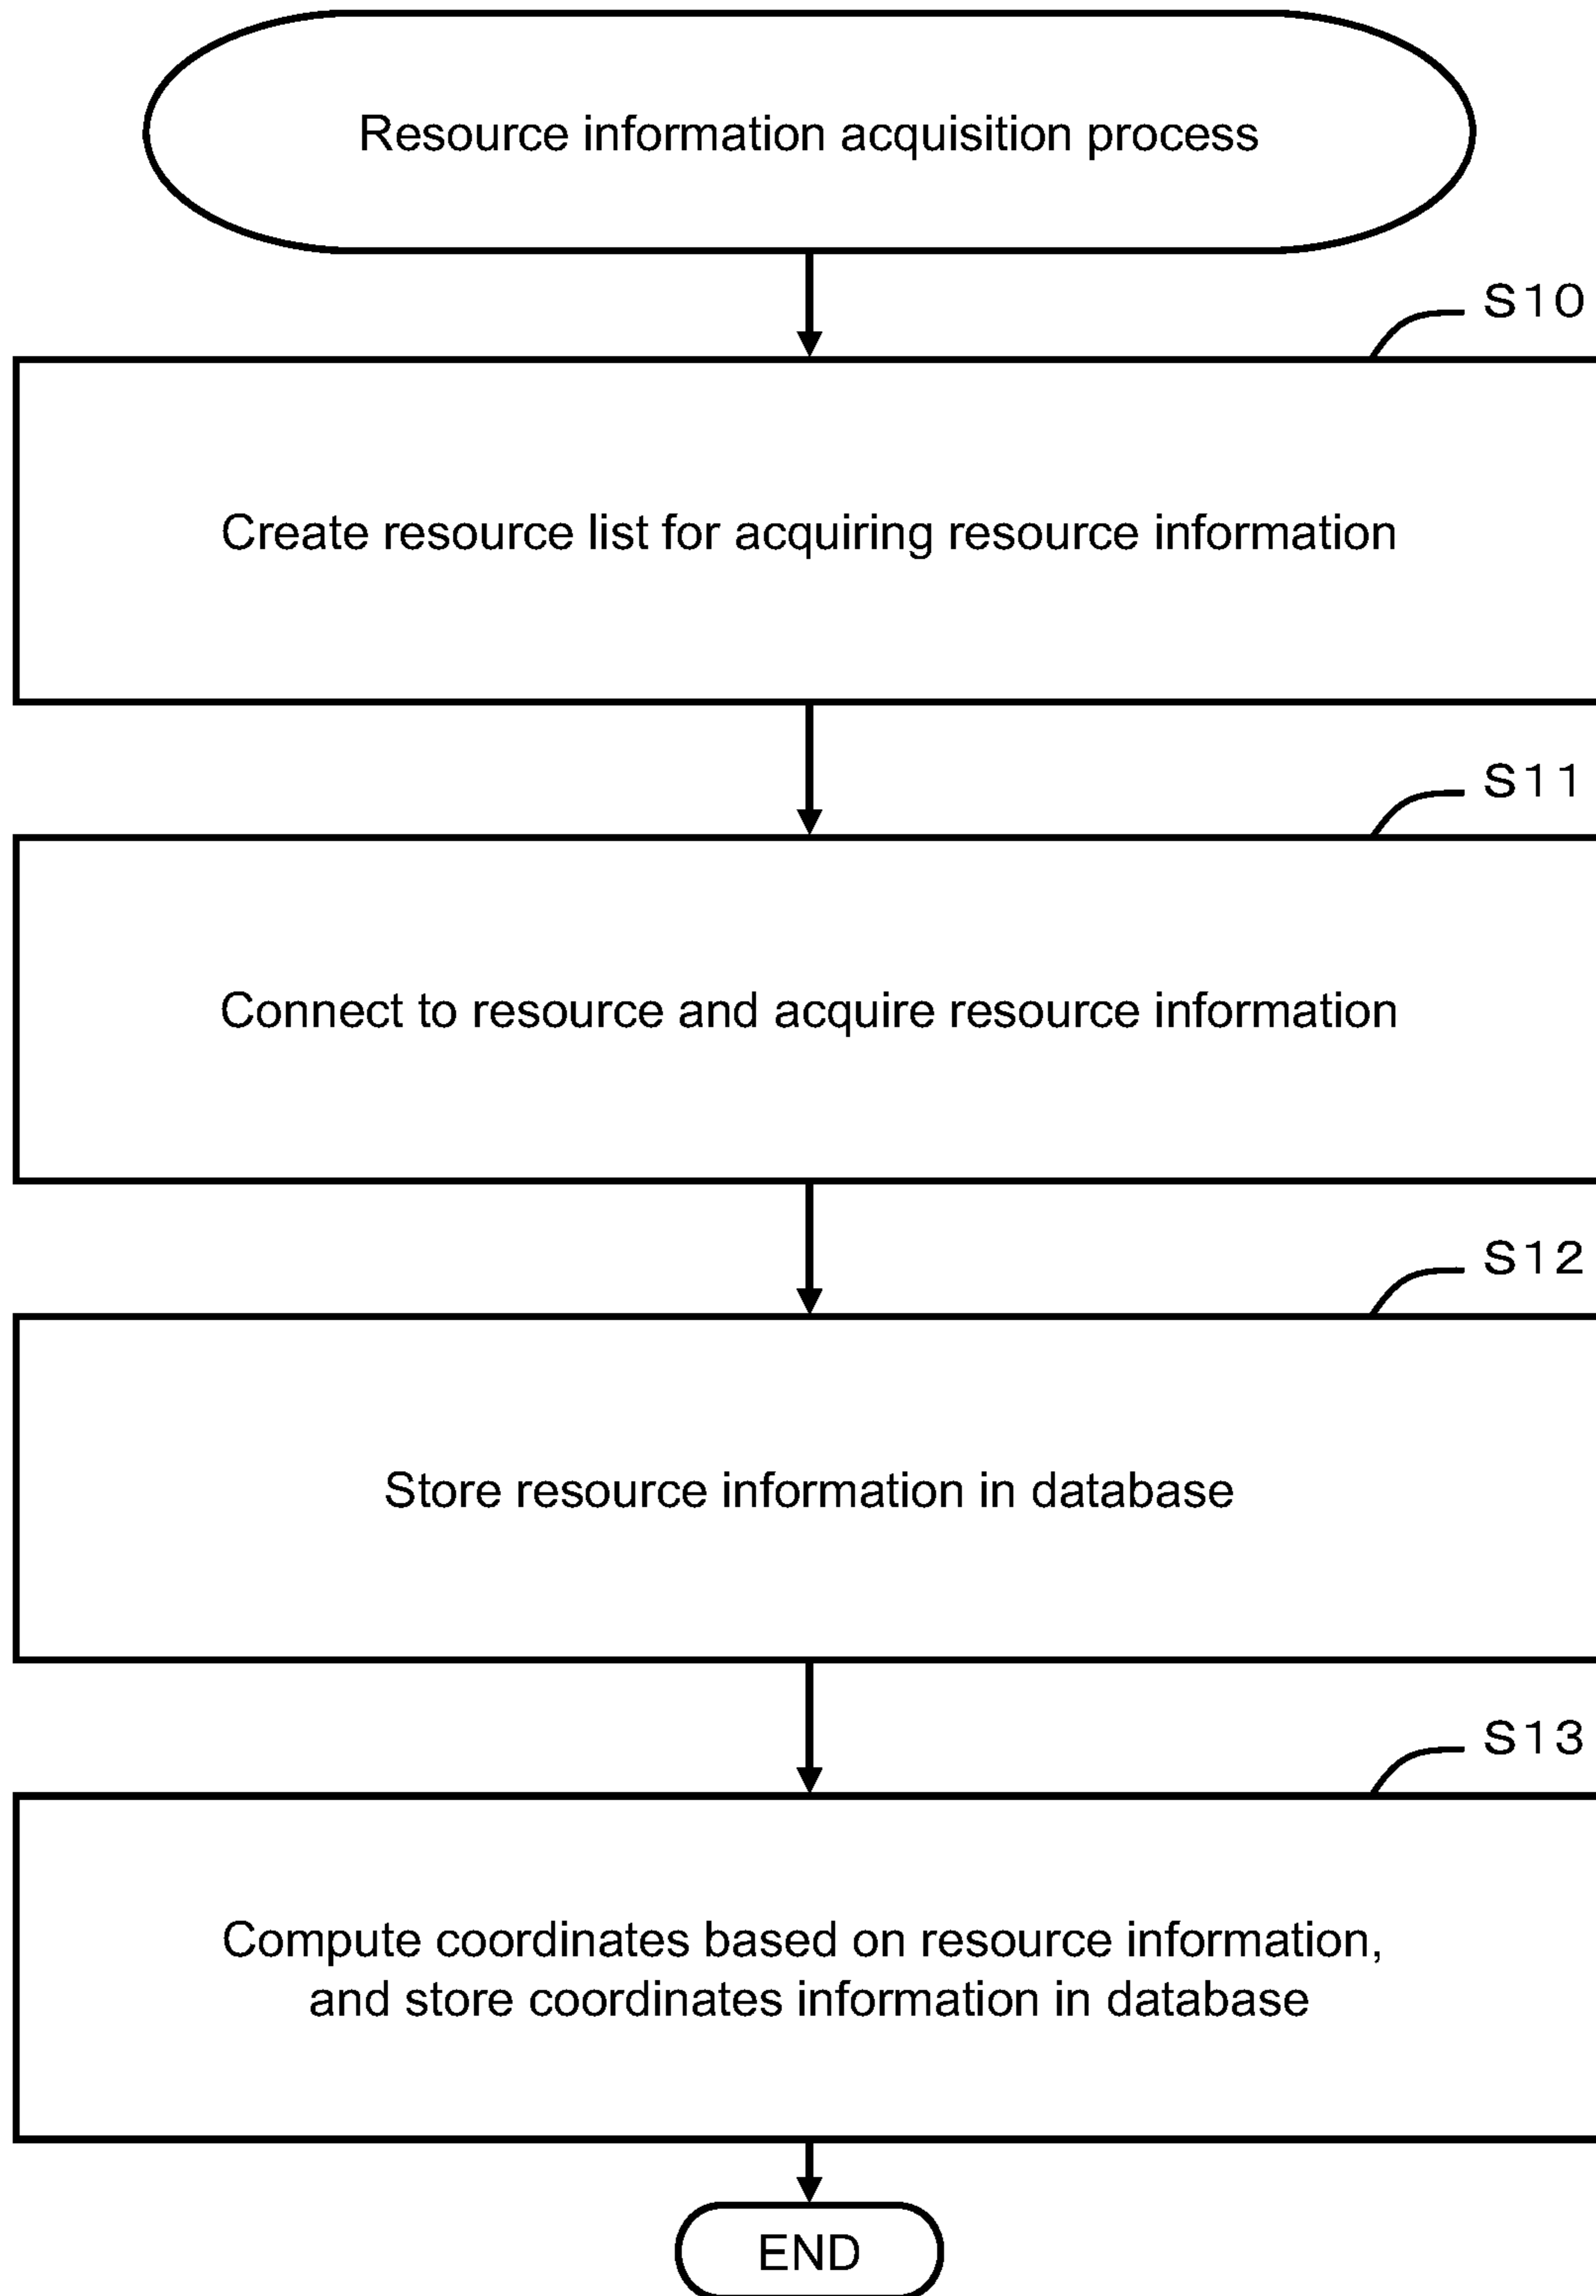 Resource information acquisition process
S10
Create resource list for acquiring resource information
S11
Connect to resource and acquire resource information
S12
Store resource information in database
S13
Compute coordinates based on resource information,
and store coordinates information in database
END